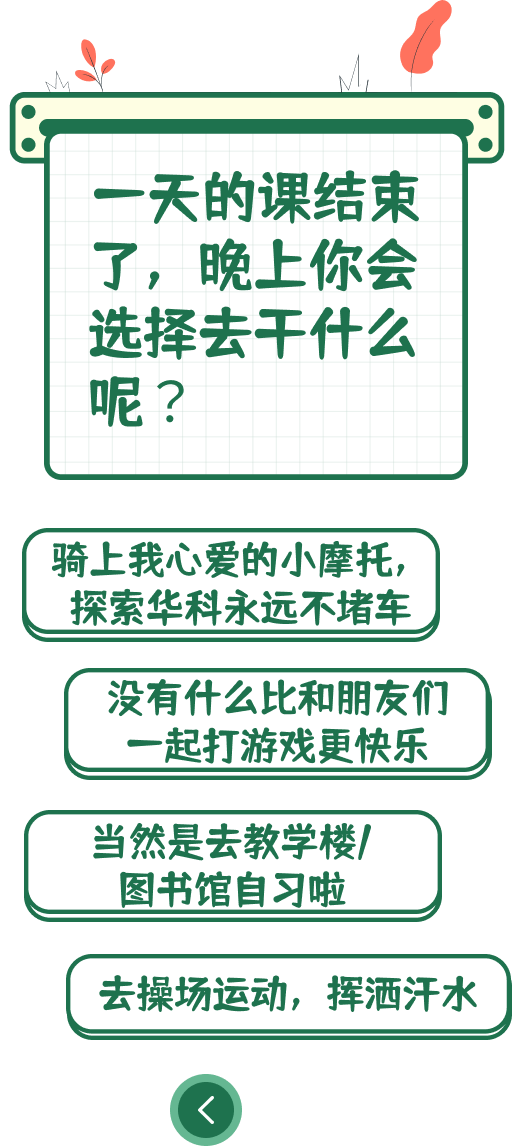 一天的课结束
了，晚上你会
选择去干什么
呢？
骑上我心爱的小摩托，
探索华科永远不堵车
没有什么比和朋友们
一起打游戏更快乐
当然是去教学楼/
图书馆自习啦
去操场运动，挥洒汗水